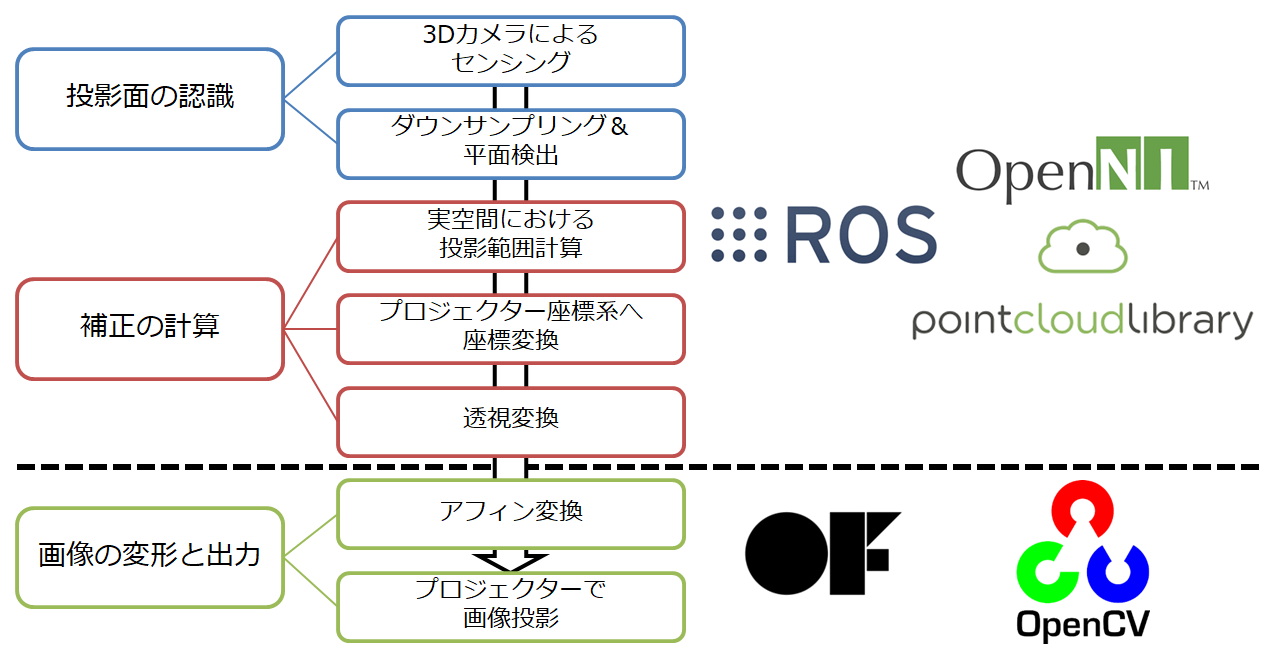 投影面の認識
3Dカメラによる
センシング
ダウンサンプリング&
平面検出
補正の計算
実空間における
投影範囲計算
プロジェクター座標系へ
座標変換
透視変換
画像の変形と出力
アフィン変換
プロジェクターで
画像投影
ROS
OpenNI™
pointcloudlibrary
OF
OpenCV